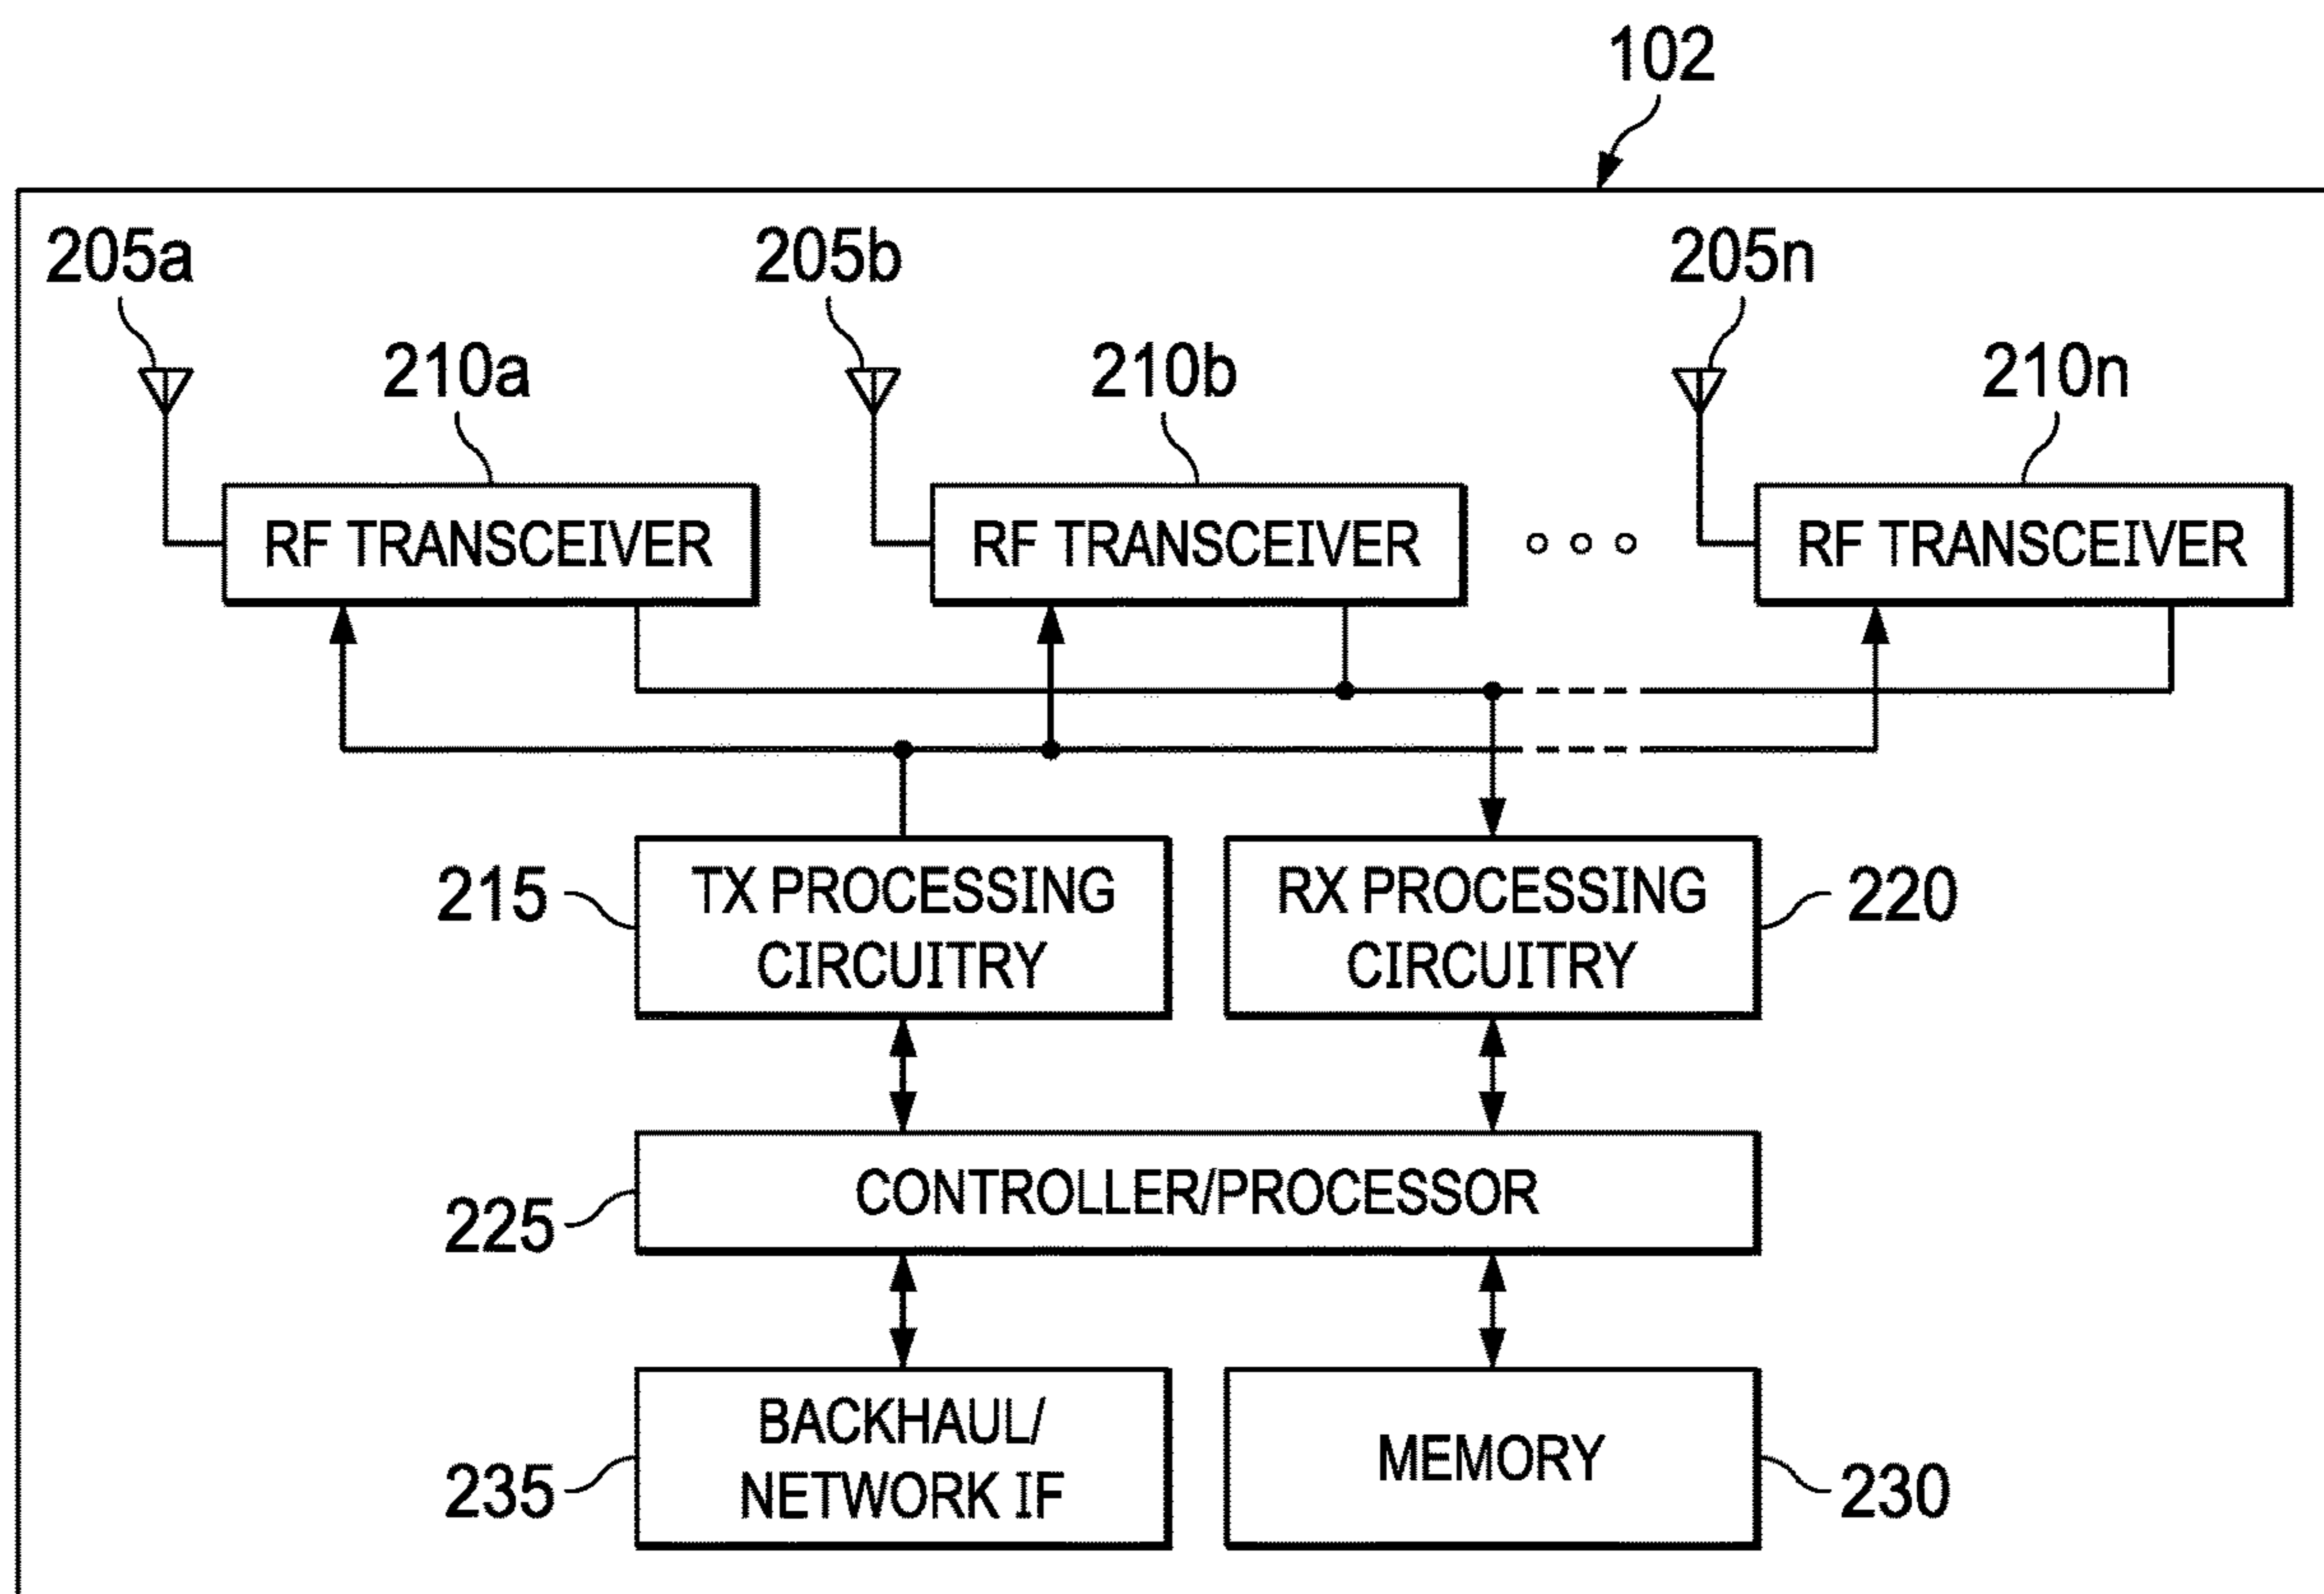 102
205a
205b
205n
210a
210b
210n
RF TRANSCEIVER
RF TRANSCEIVER
RF TRANSCEIVER
215
TX PROCESSING
CIRCUITRY
RX PROCESSING
CIRCUITRY
220
225
CONTROLLER/PROCESSOR
235
BACKHAUL/
NETWORK IF
MEMORY
230